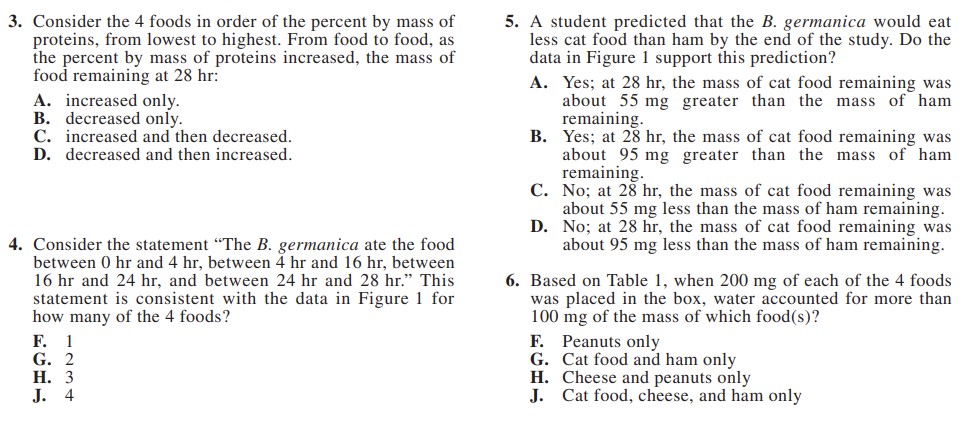 3. Consider the 4 foods in order of the percent by mass of
proteins, from lowest to highest. From food to food, as
the percent by mass of proteins increased, the mass of
food remaining at 28 hr:
A. increased only.
B. decreased only.
C. increased and then decreased.
D. decreased and then increased.
4. Consider the statement “The B. germanica ate the food
between 0 hr and 4 hr, between 4 hr and 16 hr, between
16 hr and 24 hr, and between 24 hr and 28 hr.” This
statement is consistent with the data in Figure 1 for
how many of the 4 foods?
F. 1
G. 2
H. 3
J. 4
5. A student predicted that the B. germanica would eat
less cat food than ham by the end of the study. Do the
data in Figure 1 support this prediction?
A. Yes; at 28 hr, the mass of cat food remaining was
about 55 mg greater than the mass of ham
remaining.
B. Yes; at 28 hr, the mass of cat food remaining was
about 95 mg greater than the mass of ham
remaining.
C. No; at 28 hr, the mass of cat food remaining was
about 55 mg less than the mass of ham remaining.
D. No; at 28 hr, the mass of cat food remaining was
about 95 mg less than the mass of ham remaining.
6. Based on Table 1, when 200 mg of each of the 4 foods
was placed in the box, water accounted for more than
100 mg of the mass of which food(s)?
F. Peanuts only
G. Cat food and ham only
H. Cheese and peanuts only
J. Cat food, cheese, and ham only